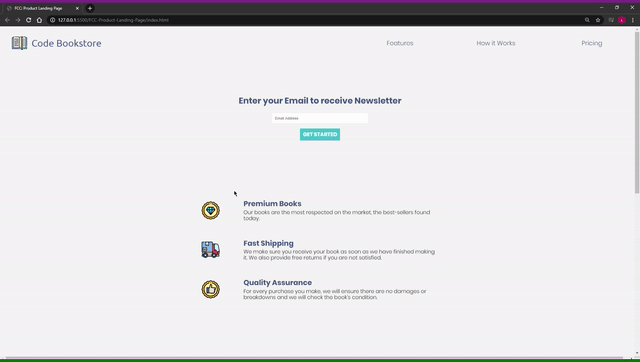 FCC: Product Landing Page
127.0.0.1:5500/FCC-Product-Landing-Page/index.html
Code Bookstore
Features
How it Works
Pricing
Enter your Email to receive Newsletter
Email Address
GET STARTED
Premium Books
Our books are the most respected on the market, the best-sellers found
today.
Fast Shipping
We make sure you receive your book as soon as we have finished making
it. We also provide free returns if you are not satisfied.
Quality Assurance
For every purchase you make, we will ensure there are no damages or
breakdowns and we will check the book's condition.